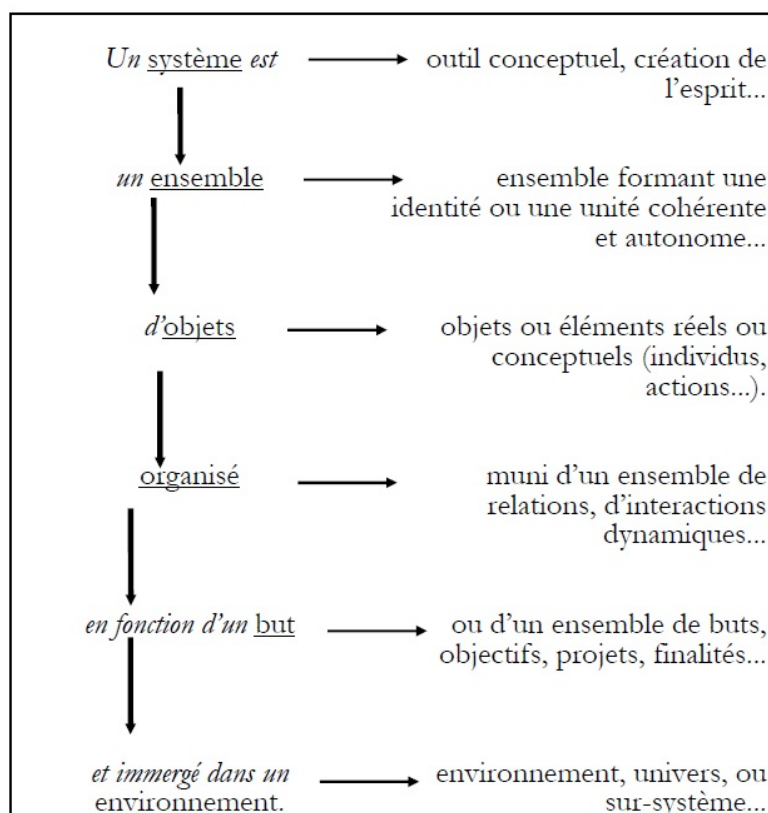 Un système est
outil conceptuel, création de
l'esprit...
un ensemble
ensemble formant une
identité ou une unité cohérente
et autonome...
d'objets
objets ou éléments réels ou
conceptuels (individus,
actions...).
organisé
muni d'un ensemble de
relations, d'interactions
dynamiques...
en fonction d'un but
ou d'un ensemble de buts,
objectifs, projets, finalités...
et immergé dans un
environnement.
environnement, univers, ou
sur-système...